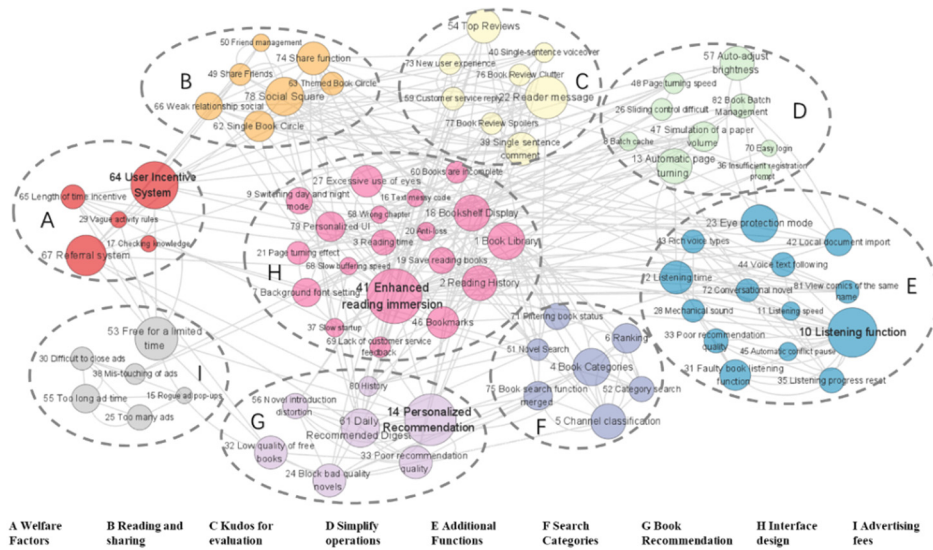 50 Friend management
74 Share function
49 Share Friends
63 Themed Book Circle
B
78 Social Square
66 Weak relationship social
62 Single Book Circle
54 Top Reviews
40 Single-sentence voiceover
73 New user experience
76 Book Review Clutter
C
59 Customer service reply
22 Reader message
77 Book Review Spoilers
39 Single sentence
comment
57 Auto-adjust
brightness
48 Page turning speed
82 Book Batch
Management
26 Sliding control difficult
D
47 Simulation of a paper
volume
8 Batch cache
70 Easy login
13 Automatic page
turning
36 Insufficient registration
prompt
64 User Incentive
System
65 Length of time Incentive
A
29 Vague activity rules
17 Checking knowledge
67 Referral system
60 Books are incomplete
27 Excessive use of eyes
9 Switching day and night
mode
16 Text messy code
58 Wrong chapter
18 Bookshelf Display
79 Personalized UI
20 Anti-loss
3 Reading time
1 Book Library
21 Page turning effect
19 Save reading books
68 Slow buffering speed
H
2 Reading History
41 Enhanced
reading immersion
7 Background font setting
46 Bookmarks
37 Slow startup
69 Lack of customer service
feedback
23 Eye protection mode
43 Rich voice types
42 Local document import
44 Voice text following
12 Listening time
E
72 Conversational novel
81 View comics of the same
name
28 Mechanical sound
11 Listening speed
10 Listening function
33 Poor recommendation
quality
45 Automatic conflict pause
31 Faulty book listening
function
35 Listening progress reset
53 Free for a limited
time
30 Difficult to close ads
38 Mis-touching of ads
I
15 Rogue ad pop-ups
55 Too long ad time
25 Too many ads
71 Filtering book status
6 Ranking
51 Novel Search
4 Book Categories
75 Book search function
merged
52 Category search
5 Channel classification
F
80 History
56 Novel introduction
distortion
14 Personalized
Recommendation
G
61 Daily
Recommended Digest
32 Low quality of free
books
33 Poor recommendation
quality
24 Block bad quality
novels
A Welfare
Factors
B Reading and
sharing
C Kudos for
evaluation
D Simplify
operations
E Additional
Functions
F Search
Categories
G Book
Recommendation
H Interface
design
I Advertising
fees